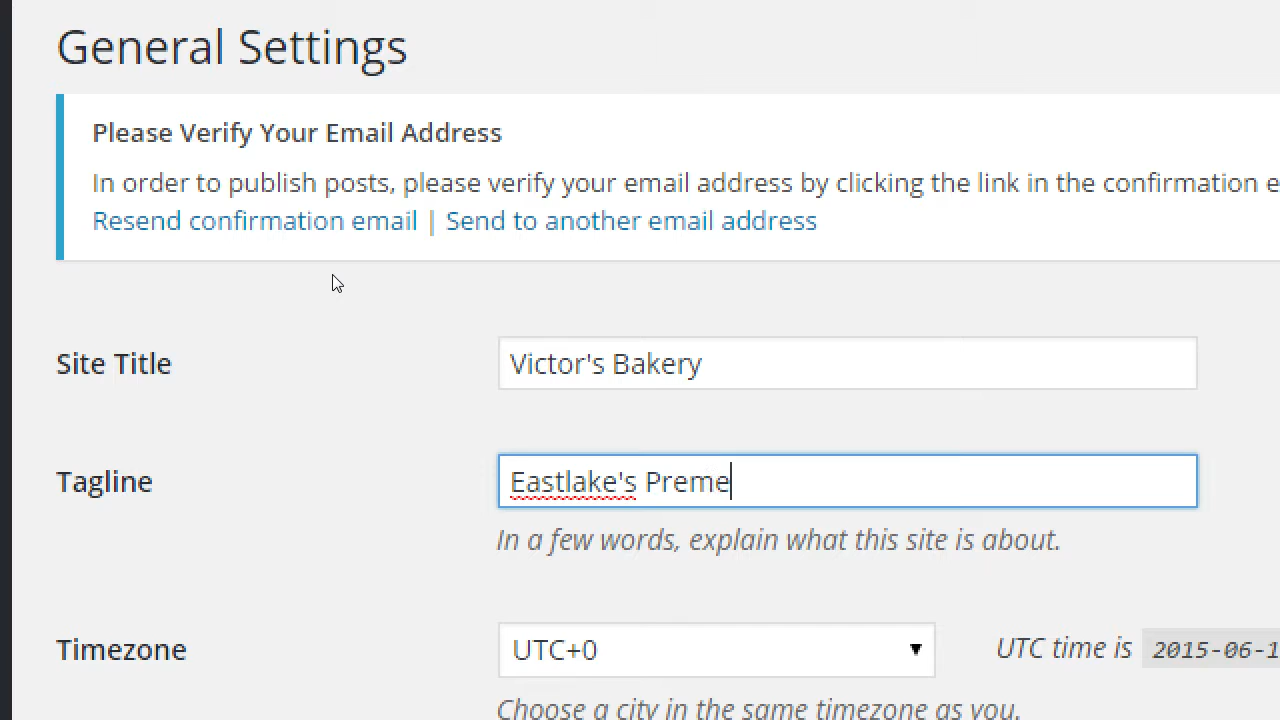 General Settings
Please Verify Your Email Address
In order to publish posts, please verify your email address by clicking the link in the confirmation e
Resend confirmation email | Send to another email address
Site Title
Victor's Bakery
Tagline
Eastlake's Preme
In a few words, explain what this site is about.
Timezone
UTC+0
UTC time is 2015-06-1
Choose a city in the same timezone as you.